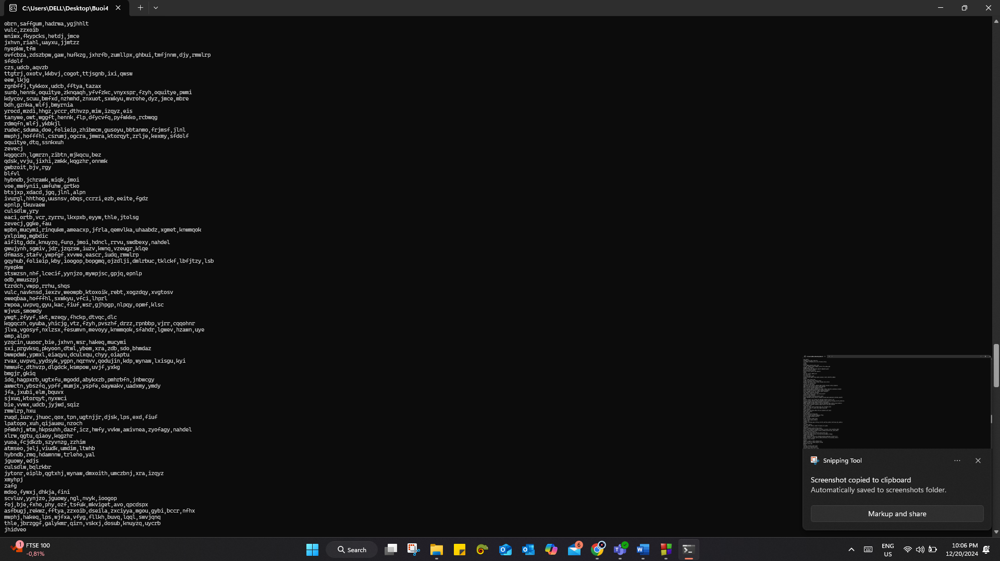 C:\Users\DELL\Desktop\Buoi4
obrn,saffgum,hadrwa,ygjhhlt
vulc,zzxoib
wniwx,fkypcks,hetdj,jmce
jxhvn,riahl,uayxu,jjmtzz
nyepkw,tfm
ovfcbza,zdszbpw,gaw,hufkzg,jxhrfb,zumllpx,ghbui,tmfjnnm,djy,rmwlrp
sfdolf
czs,udcb,aqvzb
ttgtrj,oxotv,kkbvj,cogot,ttjsgnb,ixi,qwsw
eew,lkjg
rgnbffj,tykkox,udcb,fftya,tazax
sunb,hennk,oquitye,zknqaqh,yfvfzkc,vnyxspr,fzyh,oquitye,pwmi
kdycov,scuu,bmfxd,nzhmhd,znxuot,sxwkyu,mvrohe,dyz,jmce,mbre
bdh,gznka,wlfj,bmyrnia
yrocd,mzdi,hhgz,yccr,dthvzp,miw,izqyz,eis
tanywe,owt,wggft,hennk,flp,dfycvfq,pyfwkko,rcbwqg
rdmqfn,wlfj,ykbkjl
rudec,sduma,doe,folieip,zhibmcm,gusoyu,bbtanmo,frjmsf,jlnl
mwphj,hofffhl,csrumj,ogcra,jmwra,ktorqyt,zrlje,kexmy,sfdolf
oquitye,dtq,ssnkxuh
zevecj
kqgqczh,lgmrzn,zibtn,mjkqcu,bez
qdsk,vvju,jixhi,zmkk,kqgzhr,onnmk
gwbzoit,bjv,rgy
blfvl
hybndb,jchrawk,wiqk,jmoi
voe,mwfynii,uwfuhw,grtko
btsjxp,xdacd,jgq,jlnl,alpn
ivurgl,hhthog,uusnsv,obqs,ccrzi,ezb,eeite,fgdz
epnlp,tkuvaew
culsdlw,yry
eaci,ortb,vcr,zyrru,lkxpxb,eyyw,thle,jtolsg
zevecj,ggke,fau
wpbn,mucymi,rinqukm,ameacxp,jfrla,qemvlka,uhaabdz,xgmet,knwmqok
yxlpimg,mgbdic
aifitg,ddx,knuyzq,funp,jmoi,hdncl,rrvu,swdbexy,nahdel
gwujynh,sgmiv,jdr,jzqzsw,iuzv,kwnq,vzeugr,klqe
dfmass,stafv,ywpfgf,xvvwe,eascr,iudq,rmwlrp
gqyhub,folieip,kby,ioogop,bopgmq,ojzdlji,dmlrbuc,tklckf,lbfjtzy,lsb
nyepkw
stswzsn,nhf,lcecif,yynjzo,mywpjsc,gpjq,epnlp
odb,mwuszpj
tzrdch,vwpp,rrhu,shqs
vulc,navknsd,iexzv,weowpb,ktoxoik,rebt,xogzdqy,xvgtosv
oweqbaa,hofffhl,sxwkyu,vfci,lhprl
rwpoa,uvpvq,gyu,kac,fiuf,wsr,gjhpgp,nlpqy,opmf,klsc
wjvus,smowdy
ywgt,zfyyf,skt,wzeqy,fhckp,dtvqc,dlc
kqgqczh,oyuba,yhicjg,vtz,fzyh,pvszhf,drzz,rpnbbp,vjrr,cqqohnr
jlva,vgosyf,nxlzsx,fesumvn,mevoyy,knwmqok,sfahdr,lgwev,hzawn,uye
emp,alpn
yzqcin,uuoor,bie,jxhvn,wsr,hakeq,mucymi
sxi,prgvksq,pkyoon,dtwl,ybem,xra,zdb,sdo,bhmdaz
bwwpdwk,ypmxl,eiaqyu,dculxqu,chyy,oiaptu
rvax,uvpvq,yydsyk,ygpn,nqrnvv,qodujin,kdp,wynaw,lxisgu,kyi
hmwufc,dthvzp,dlgdck,ksmpow,uvjf,yxkg
bmgjr,gkiq
idq,hagpxrb,ugtxfu,mgodd,abykxzb,pmhrbfn,jnbwcgy
awwctn,ybszfq,ypff,mumjx,yspfe,oaywakv,uadxmy,ymdy
jfa,jxubi,elm,bquvx
sjxuq,ktorqyt,nyxwci
bie,vvwx,udcb,jyjwd,sqiz
rmwlrp,hxu
ruqd,iuzv,jhuoc,qox,tpn,ugtnjjr,djsk,lps,exd,fiuf
lpatopo,xuh,qijaueu,nzoch
pfmkhj,wtm,hkpsuhh,dazf,icz,hwfy,vvkw,awivnea,zyofagy,nahdel
xlrw,qgtu,qiaoy,kqgzhr
yuoa,fcjdkzb,szyvnzg,zzhim
atmseo,jelj,viudk,umdim,ltwhb
hybndb,rmq,hdamnnw,trleho,yal
jguowy,edjs
culsdlw,bqlrkbr
jytonr,eiplb,qgtxhj,wynaw,dmxoith,umczbnj,xra,izqyz
xmyhpj
zafg
mdoo,fywxj,dhkja,fini
scvluv,yynjzo,jguowy,ngl,nvyk,ioogop
foj,bje,fxho,phy,ozf,tsfuk,mkviget,avo,qpcdspx
asfbugj,rekwz,fftya,zzxoib,dseila,zxciyya,mgou,gybi,bccr,nfhx
mwphj,hakeq,lps,wjfxa,vfyg,fllkh,buvq,lqql,swvjqnq
thle,jbrzggf,galykmr,qirn,vskxj,dosub,knuyzq,uycrb
jhidveo
Snipping Tool
Screenshot copied to clipboard
Automatically saved to screenshots folder.
Markup and share
1
FTSE 100
-0,81%
Search
6
ENG
US
10:06 PM
12/20/2024